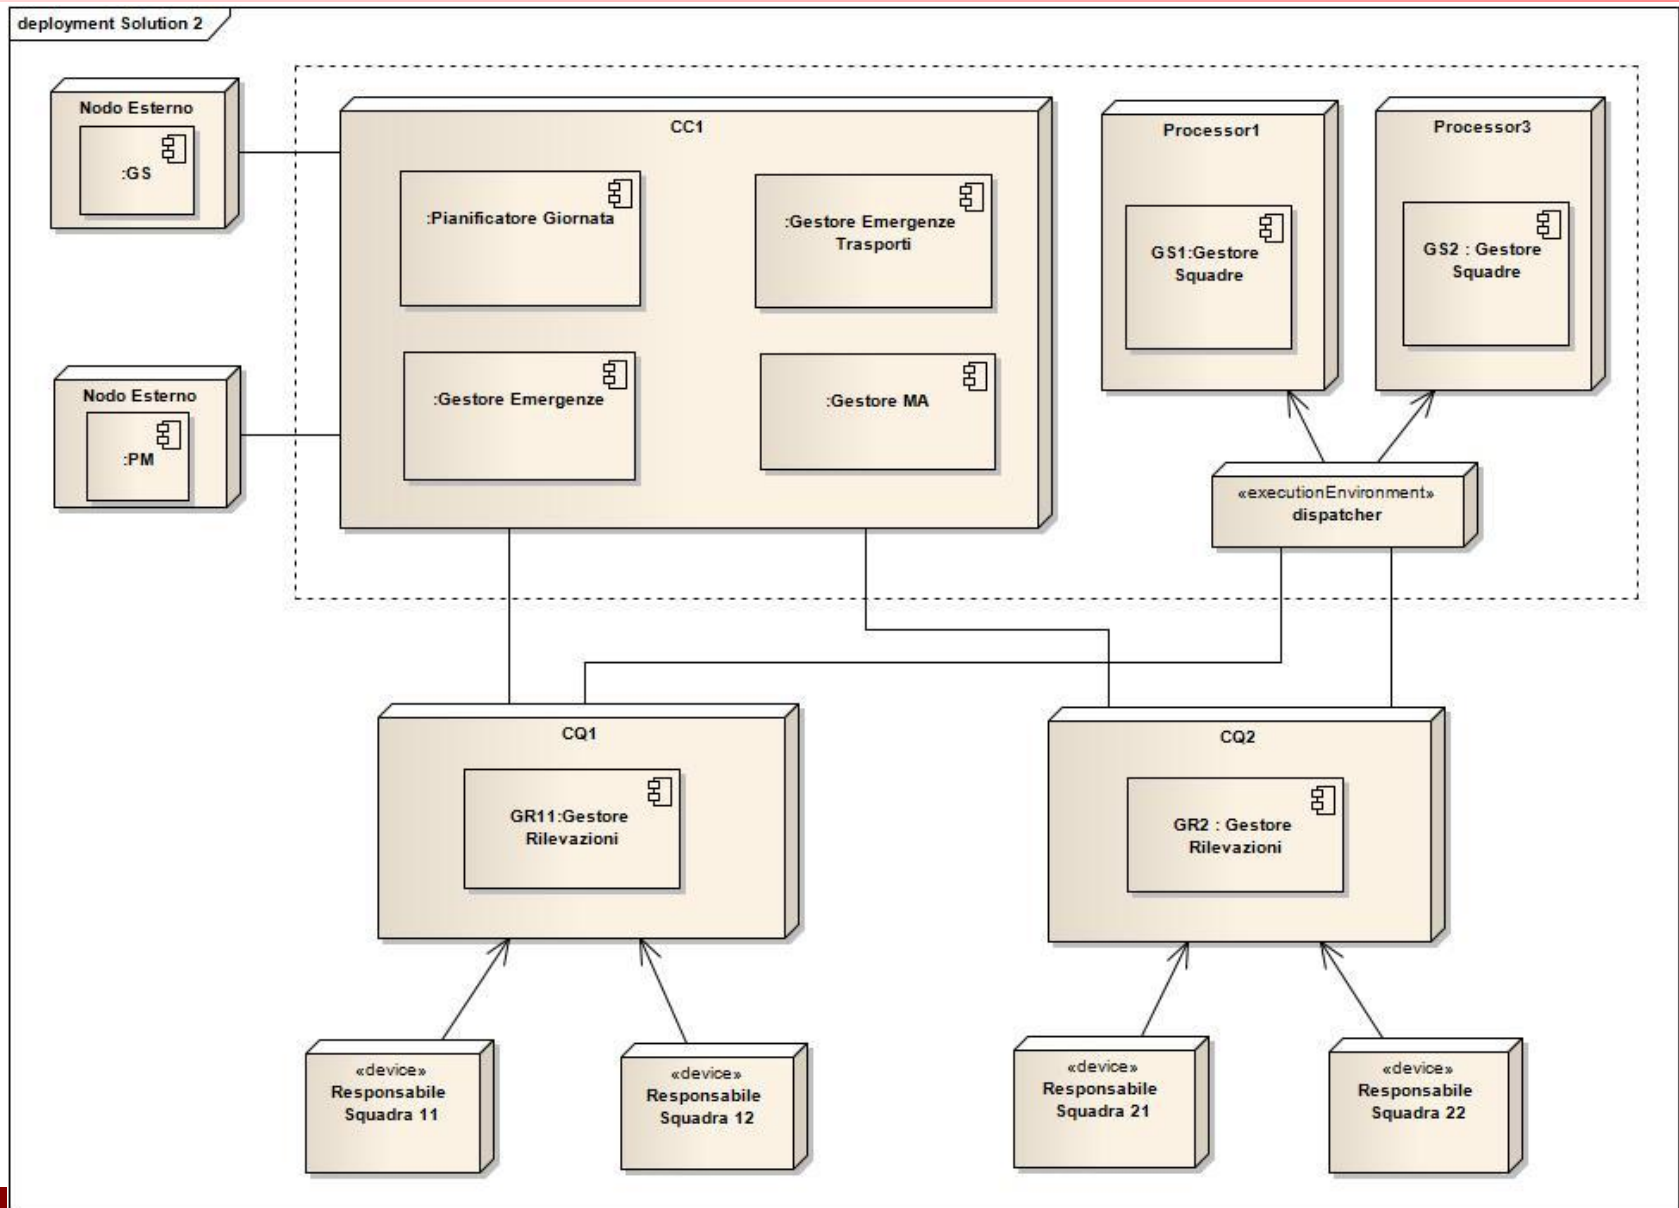 deployment Solution 2
Nodo Esterno
:GS
Nodo Esterno
:PM
CC1
:Pianificatore Giornata
:Gestore Emergenze
Trasporti
:Gestore Emergenze
:Gestore MA
Processor1
GS1:Gestore
Squadre
Processor3
GS2 : Gestore
Squadre
«executionEnvironment»
dispatcher
CQ1
GR11:Gestore
Rilevazioni
CQ2
GR2 : Gestore
Rilevazioni
«device»
Responsabile
Squadra 11
«device»
Responsabile
Squadra 12
«device»
Responsabile
Squadra 21
«device»
Responsabile
Squadra 22